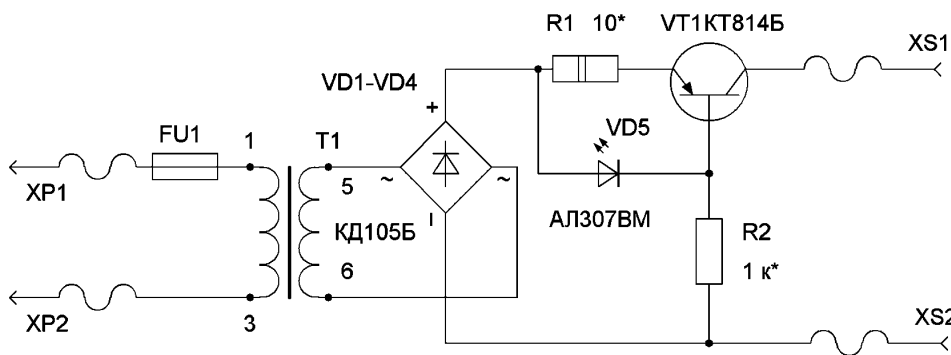 R1 10* VT1КТ814Б
XS1
VD1-VD4
+
FU1
1
T1
VD5
5
~
~
XP1
КД105Б
АЛ307ВМ
R2
1 к*
6
XP2
3
XS2